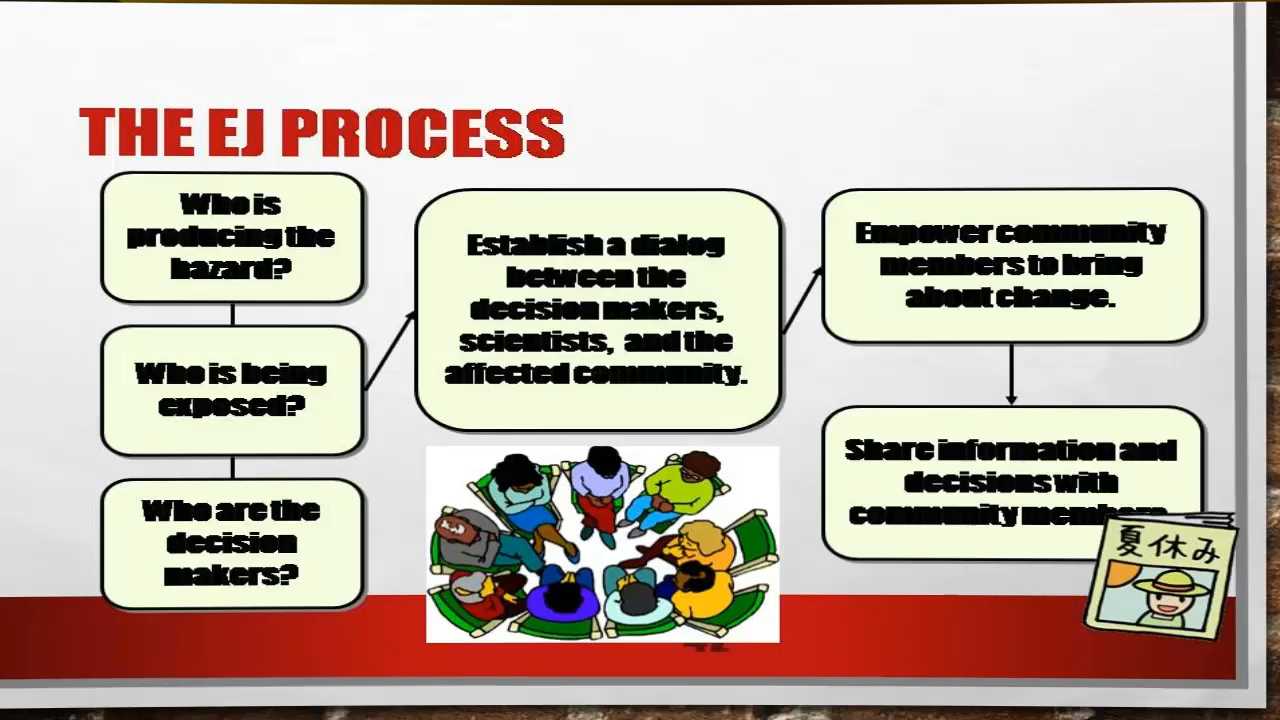 THE EJ PROCESS
Who is
producing the
hazard?
Who is being
exposed?
Who are the
decision
makers?
Establish a dialog
between the
decision makers,
scientists, and the
affected community.
Empower community
members to bring
about change.
Share information and
decisions with
community members.
夏休み